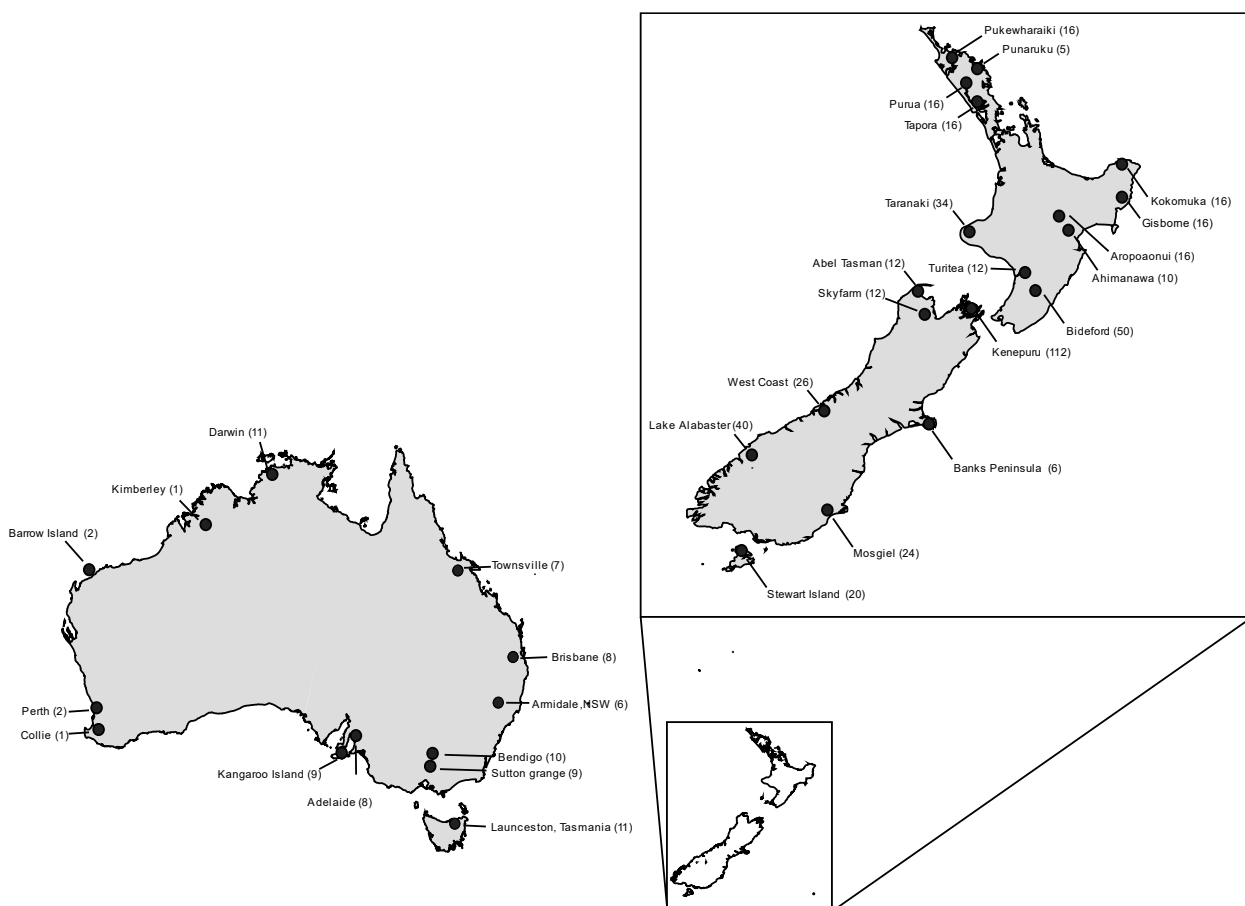 Pukewharaiki (16)
Punaruku (5)
Purua (16)
Tapora (16)
Kokomuka (16)
Taranaki (34)
Gisborne (16)
Aropoaonui (16)
Abel Tasman (12)
Turitea (12)
Ahimanawa (10)
Skyfarm (12)
Bideford (50)
Kenepuru (112)
West Coast (26)
Lake Alabaster (40)
Banks Peninsula (6)
Mosgiel (24)
Stewart Island (20)
Darwin (11)
Kimberley (1)
Barrow Island (2)
Townsville (7)
Brisbane (8)
Armidale, NSW (6)
Perth (2)
Collie (1)
Bendigo (10)
Kangaroo Island (9)
Sutton grange (9)
Adelaide (8)
Launceston, Tasmania (11)